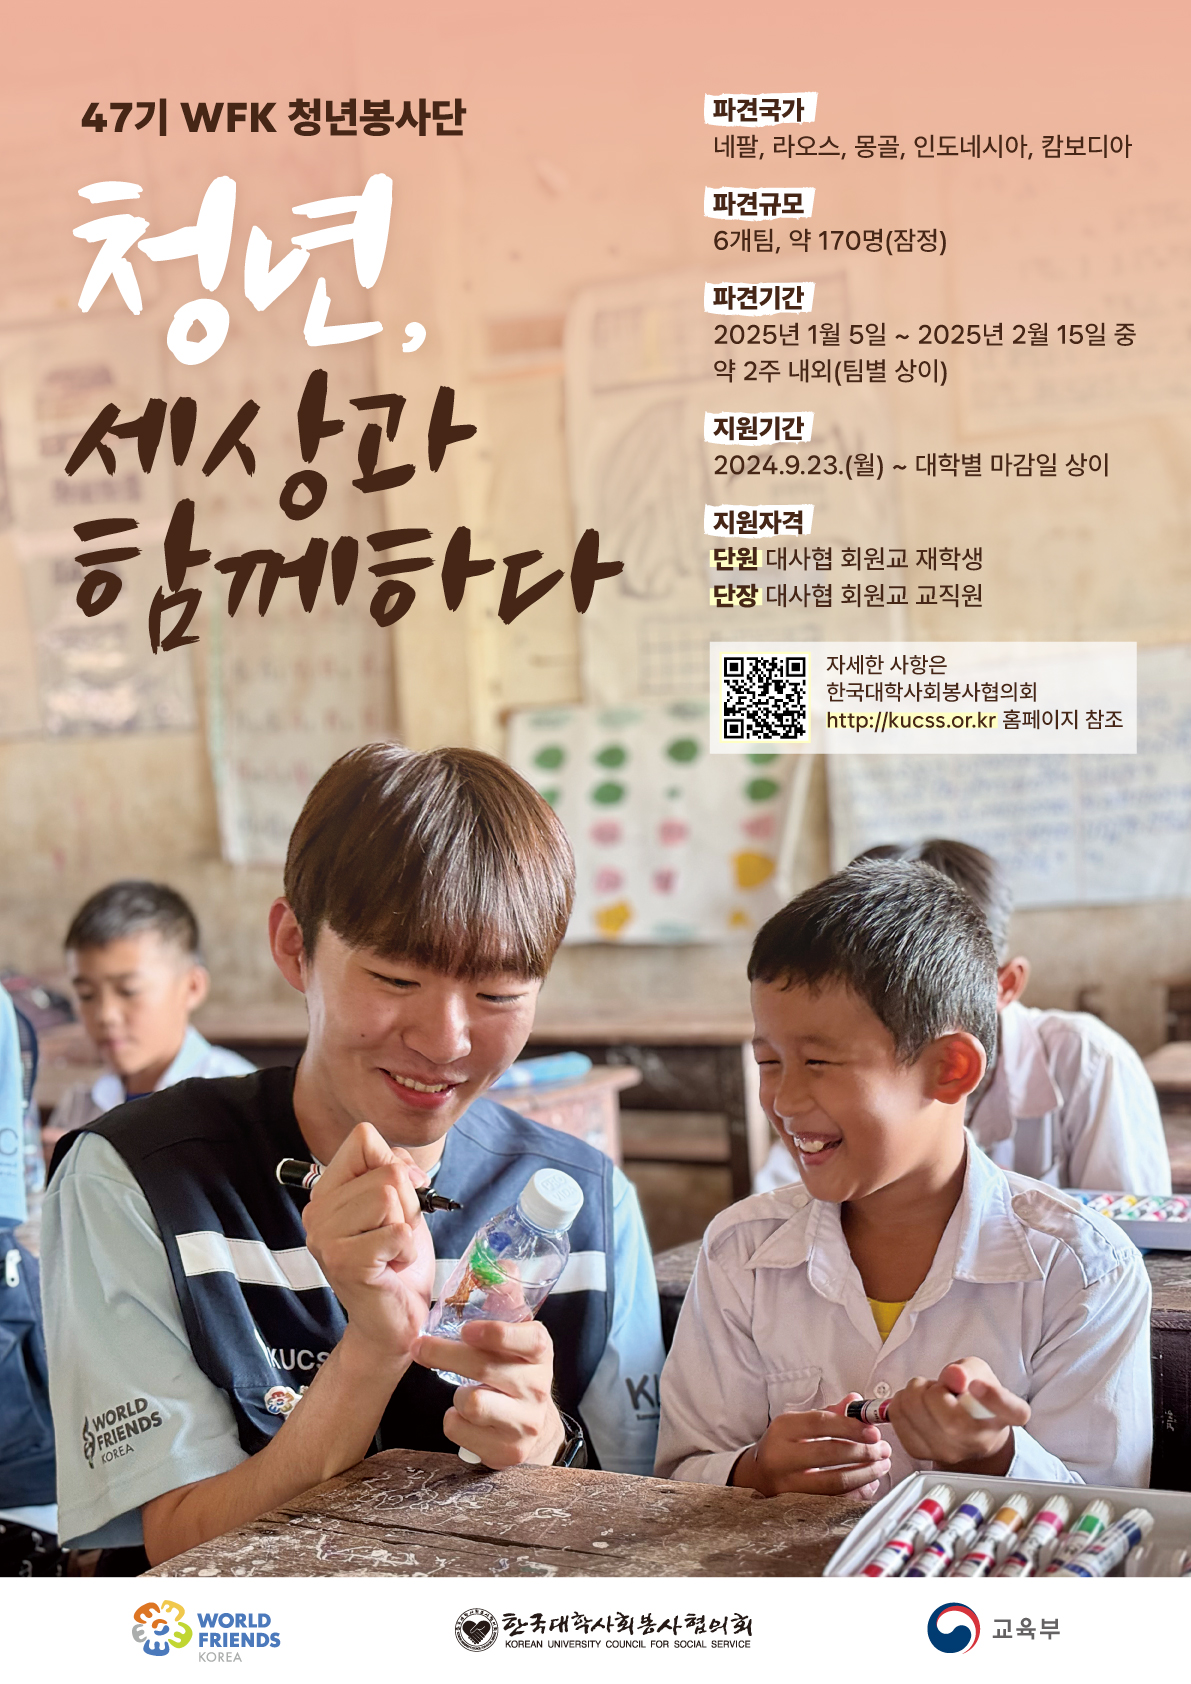 47기 WFK 청년봉사단
청년,
세상과
함께하다
파견국가
네팔, 라오스, 몽골, 인도네시아, 캄보디아
파견규모
6개팀, 약 170명(잠정)
파견기간
2025년 1월 5일 ~ 2025년 2월 15일 중
약 2주 내외(팀별 상이)
지원기간
2024.9.23.(월) ~ 대학별 마감일 상이
지원자격
단원 대사협 회원교 재학생
단장 대사협 회원교 교직원
자세한 사항은
한국대학사회봉사협의회
http://kucss.or.kr 홈페이지 참조
KUCS
WORLD
FRIENDS
KOREA
WORLD
FRIENDS
KOREA
한국대학사회봉사협의회
KOREAN UNIVERSITY COUNCIL FOR SOCIAL SERVICE
교육부